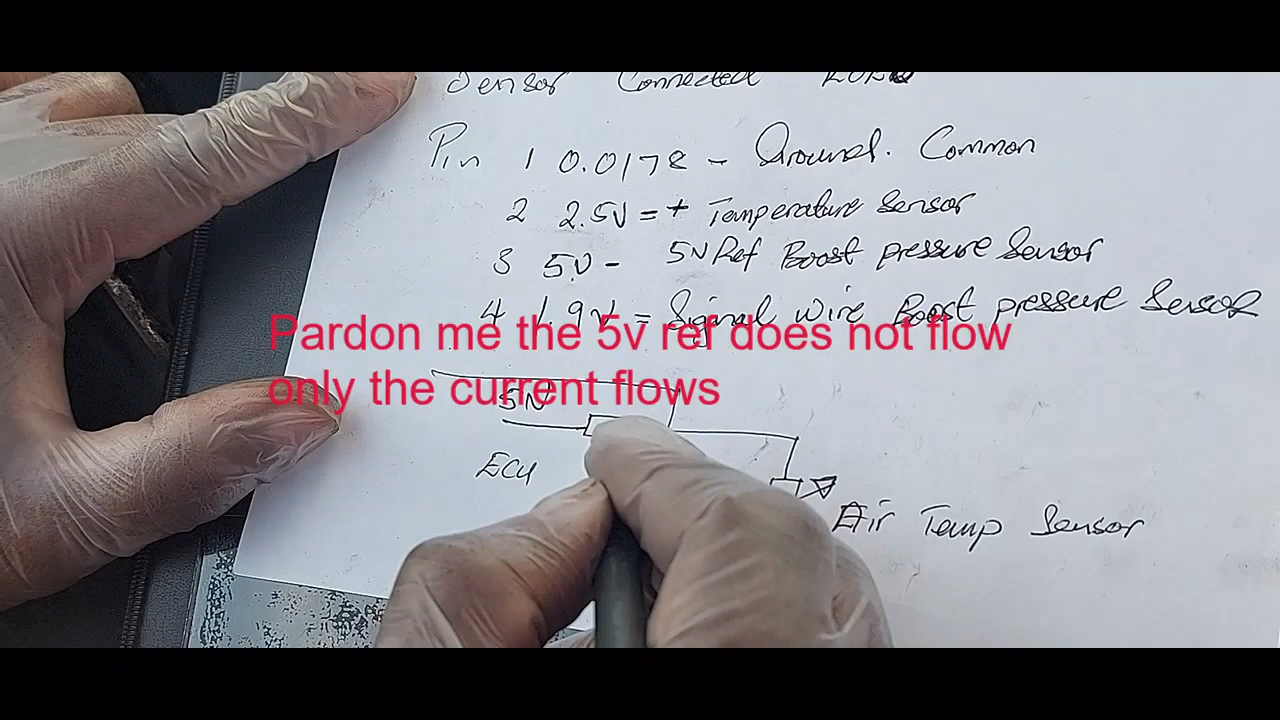 Sensor Connected
Pin 1 0.0178 - Ground. Common
2 2.5V = + Temperature Sensor
3 5.V - 5V Ref Boost pressure Sensor
4 1.9V = Signal wire Boost pressure Sensor
Pardon me the 5v ref does not flow
only the current flows
5V
ECU
Air Temp Sensor